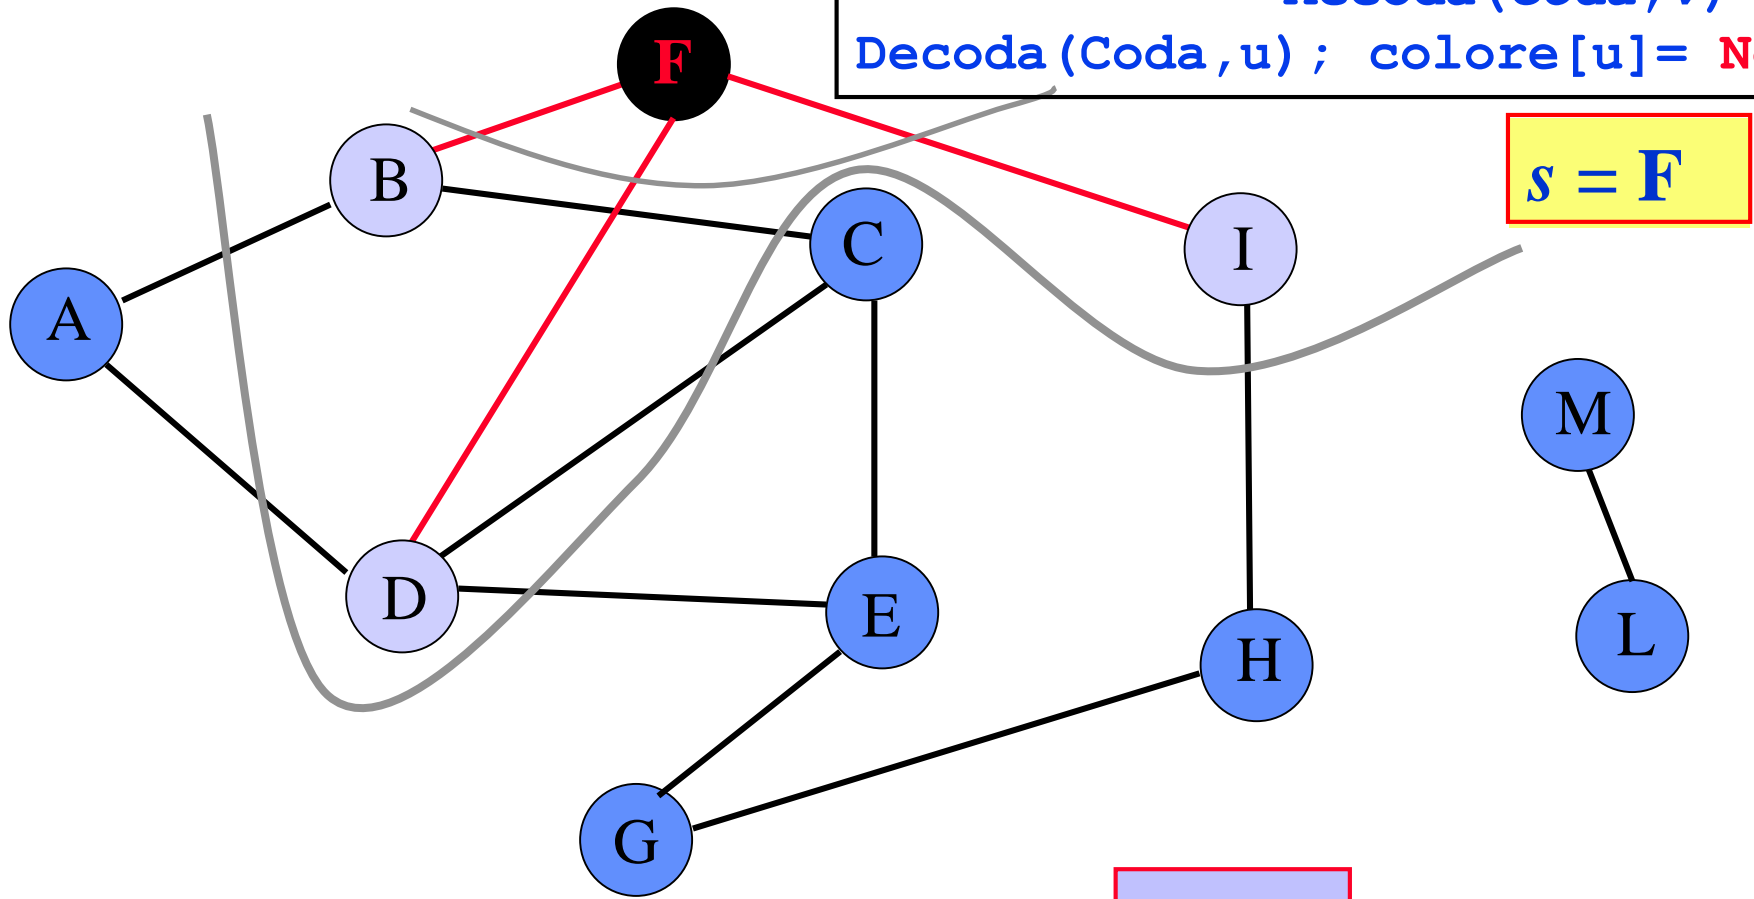 Decoda(Coda,u); colore[u]=
F
s = F
B
C
I
A
M
D
E
L
H
G